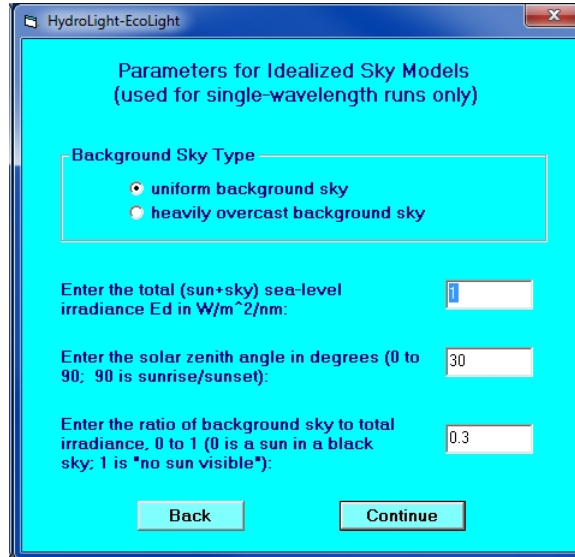 HydroLight-EcoLight
Parameters for Idealized Sky Models
(used for single-wavelength runs only)
Background Sky Type
uniform background sky
heavily overcast background sky
Enter the total (sun+sky) sea-level
irradiance Ed in W/m^2/nm:
1
Enter the solar zenith angle in degrees (0 to
90; 90 is sunrise/sunset):
30
Enter the ratio of background sky to total
irradiance, 0 to 1 (0 is a sun in a black
sky; 1 is "no sun visible"):
0.3
Back
Continue